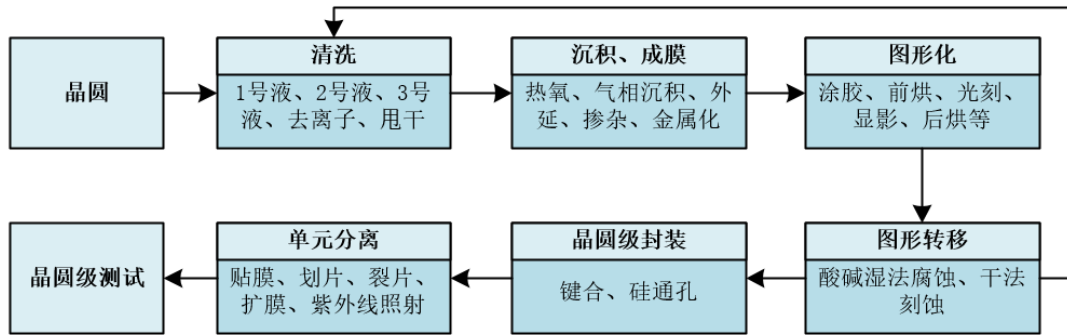 晶圆
清洗
1号液、2号液、3号
液、去离子、甩干
沉积、成膜
热氧、气相沉积、外
延、掺杂、金属化
图形化
涂胶、前烘、光刻、
显影、后烘等
晶圆级测试
单元分离
贴膜、划片、裂片、
扩膜、紫外线照射
晶圆级封装
键合、硅通孔
图形转移
酸碱湿法腐蚀、干法
刻蚀